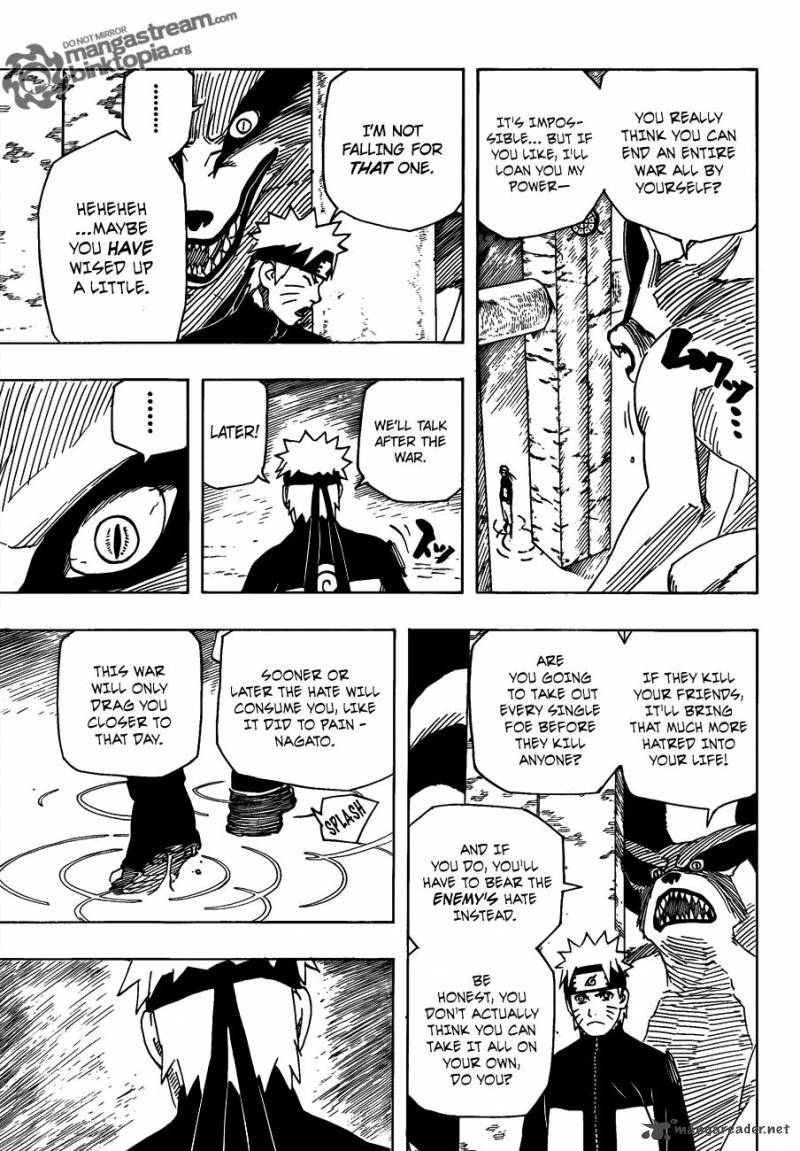 DO NOT MIRROR
mangastream.com
binktopia.org
YOU REALLY
THINK YOU CAN
END AN ENTIRE
WAR ALL BY
YOURSELF?
IT'S IMPOS-
SIBLE... BUT IF
YOU LIKE, I'LL
LOAN YOU MY
POWER—
I'M NOT
FALLING FOR
THAT ONE.
......
HEHEHEH
...MAYBE
YOU HAVE
WISED UP
A LITTLE.
WE'LL TALK
AFTER THE
WAR.
LATER!
スッ
......
IF THEY KILL
YOUR FRIENDS,
IT'LL BRING
THAT MUCH MORE
HATRED INTO
YOUR LIFE!
ARE
YOU GOING
TO TAKE OUT
EVERY SINGLE
FOE BEFORE
THEY KILL
ANYONE?
AND IF
YOU DO, YOU'LL
HAVE TO BEAR THE
ENEMY'S HATE
INSTEAD.
BE
HONEST, YOU
DON'T ACTUALLY
THINK YOU CAN
TAKE IT ALL ON
YOUR OWN,
DO YOU?
SOONER OR
LATER THE HATE WILL
CONSUME YOU, LIKE
IT DID TO PAIN -
NAGATO.
THIS WAR
WILL ONLY
DRAG YOU
CLOSER TO
THAT DAY.
SPLASH
mangareader.net